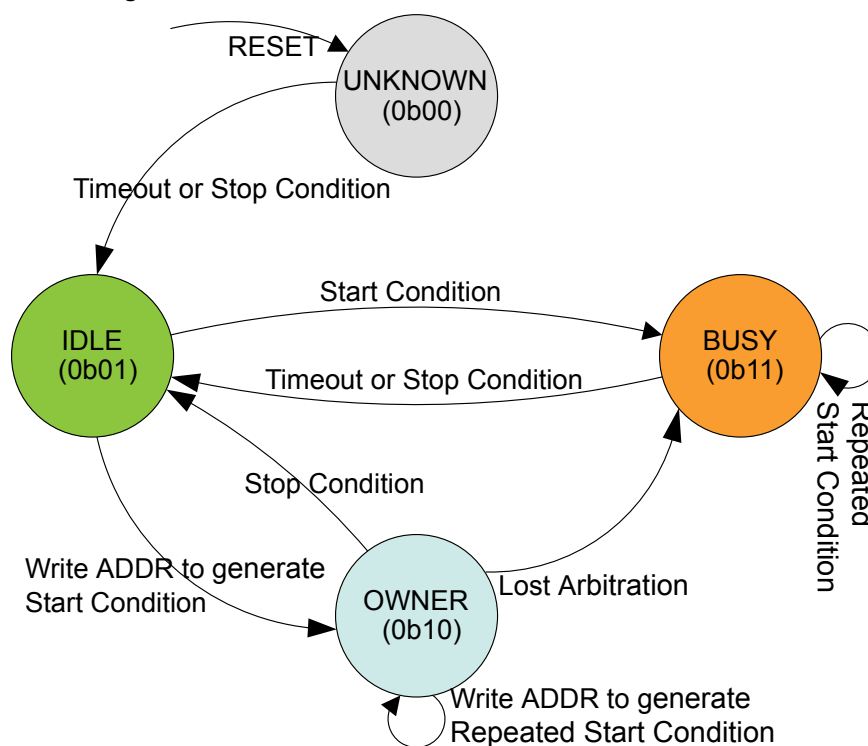 RESET
UNKNOWN
(0b00)
Timeout or Stop Condition
Start Condition
IDLE
(0b01)
BUSY
(0b11)
Timeout or Stop Condition
Repeated
Start Condition
Stop Condition
Write ADDR to generate
Start Condition
Lost Arbitration
OWNER
(0b10)
Write ADDR to generate
Repeated Start Condition